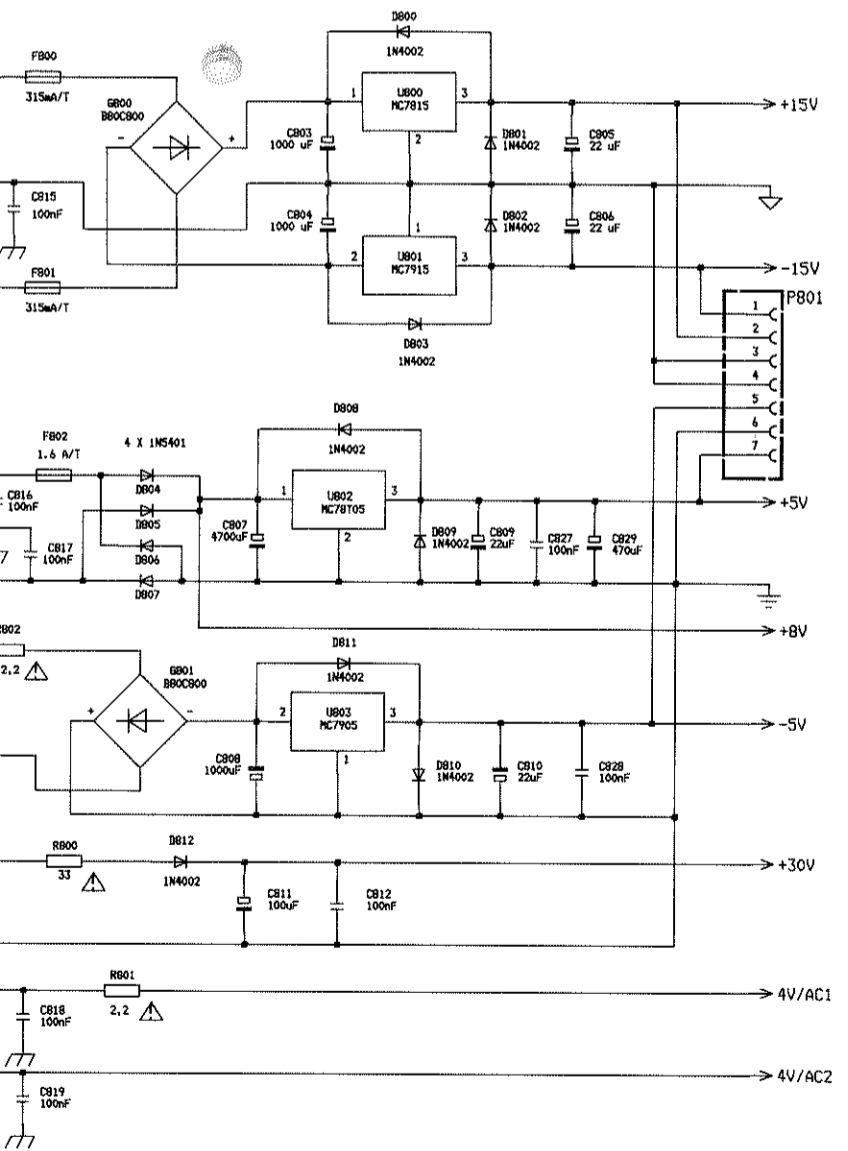 D800
1N4002
F800
315mA/T
G800
B80C800
-
+
1
U800
MC7815
3
2
C803
1000 uF
D801
1N4002
C805
22 uF
+15V
C815
100nF
C804
1000 uF
D802
1N4002
C806
22 uF
1
2
U801
MC7915
3
-15V
F801
315mA/T
D803
1N4002
P801
1
2
3
4
5
6
7
D808
1N4002
F802
1.6 A/T
4 X 1N5401
D804
D805
D806
D807
1
U802
MC78T05
3
2
+5V
C816
100nF
C817
100nF
C807
4700uF
D809
1N4002
C809
22uF
C827
100nF
C829
470uF
+8V
2,2
D811
1N4002
G801
B80C800
+
-
2
U803
MC7905
3
1
-5V
C808
1000uF
D810
1N4002
C810
22uF
C828
100nF
R800
33
D812
1N4002
+30V
C811
100uF
C812
100nF
R801
2,2
4V/AC1
C818
100nF
4V/AC2
C819
100nF